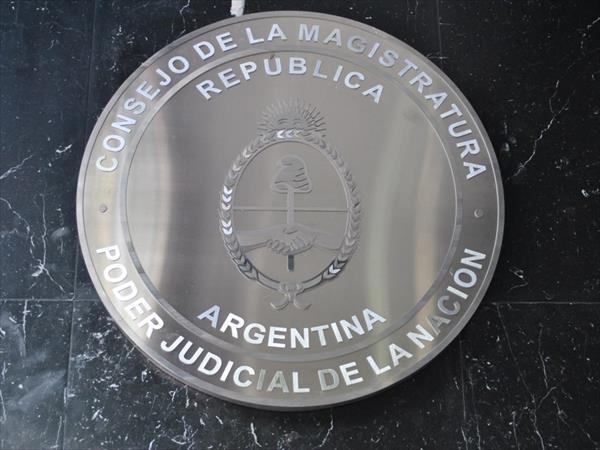 CONSEJO DE LA MAGISTRATURA
REPÚBLICA
ARGENTINA
PODER JUDICIAL DE LA NACIÓN